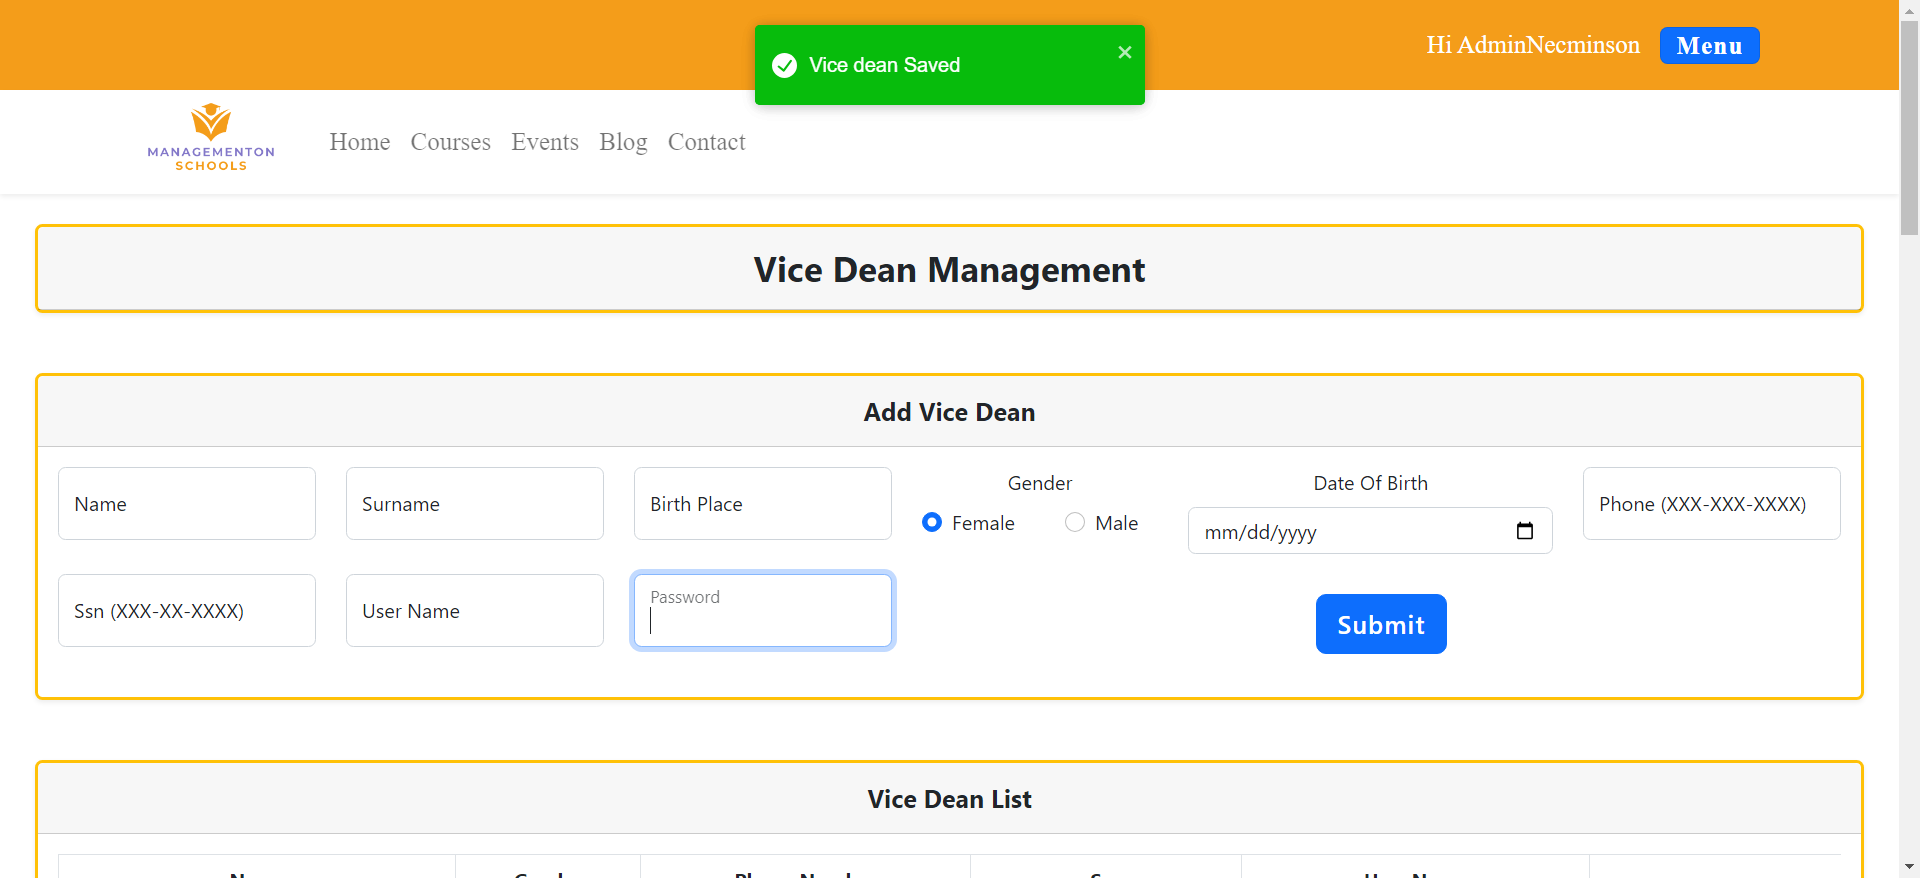 Vice dean Saved
Hi AdminNecminson
Menu
MANAGEMENTON
SCHOOLS
Home Courses Events Blog Contact
Vice Dean Management
Add Vice Dean
Name
Surname
Birth Place
Gender
Female Male
Date Of Birth
mm/dd/yyyy
Phone (XXX-XXX-XXXX)
Ssn (XXX-XX-XXXX)
User Name
Password
Submit
Vice Dean List